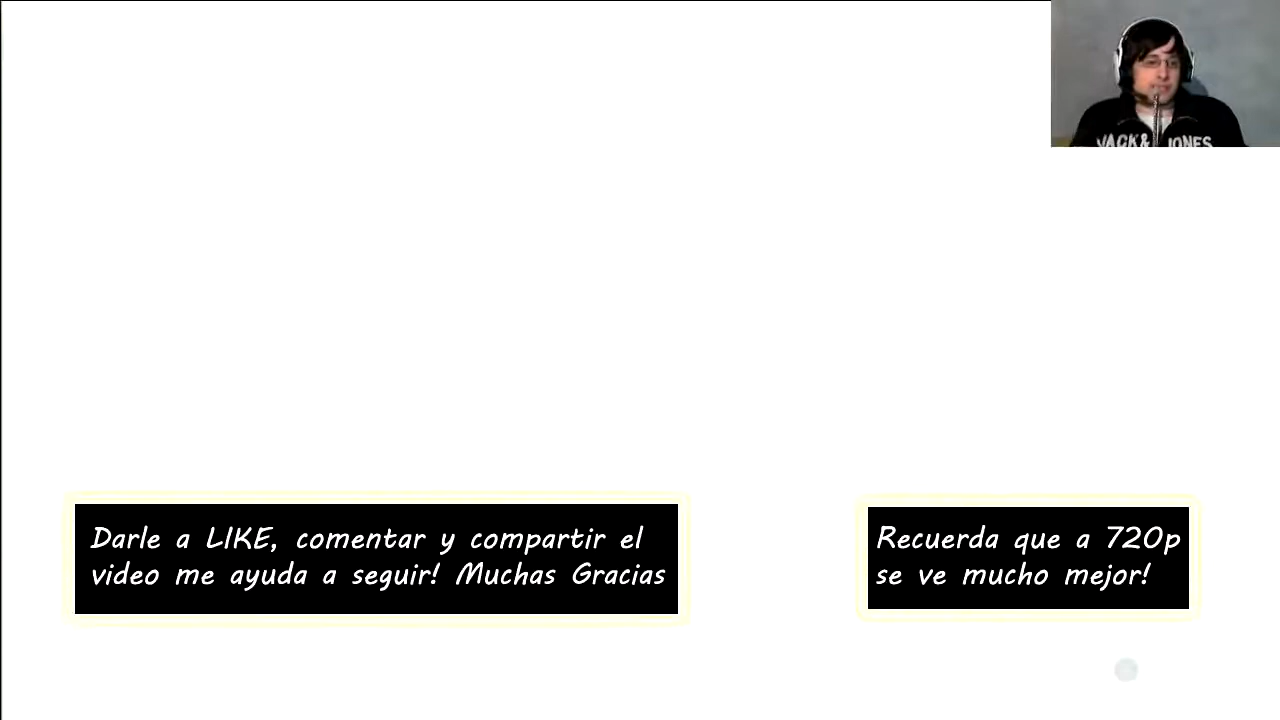 JACK& JONES
Darle a LIKE, comentar y compartir el
video me ayuda a seguir! Muchas Gracias
Recuerda que a 720p
se ve mucho mejor!